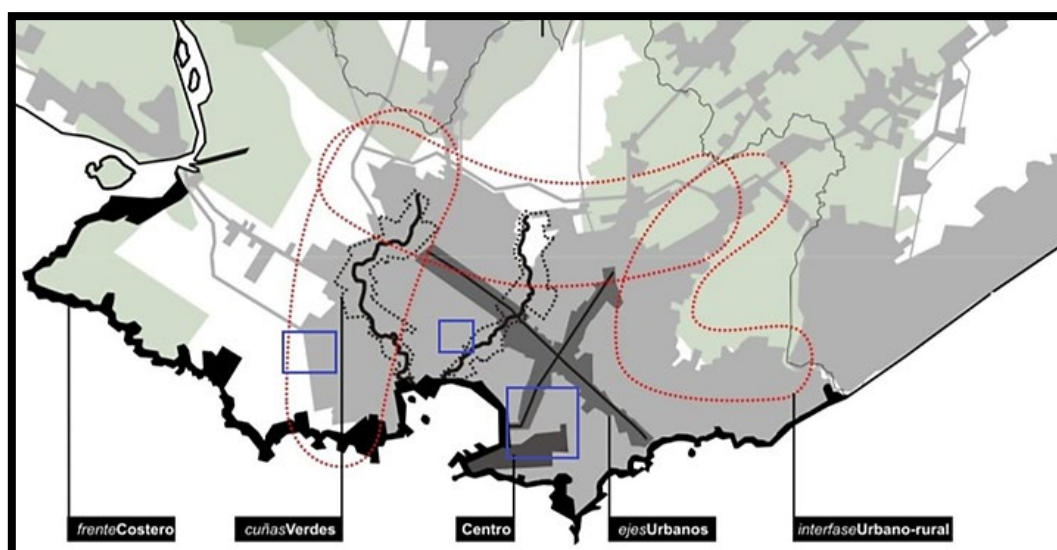 frenteCostero
cuñasVerdes
Centro
ejesUrbanos
interfaseUrbano-rural